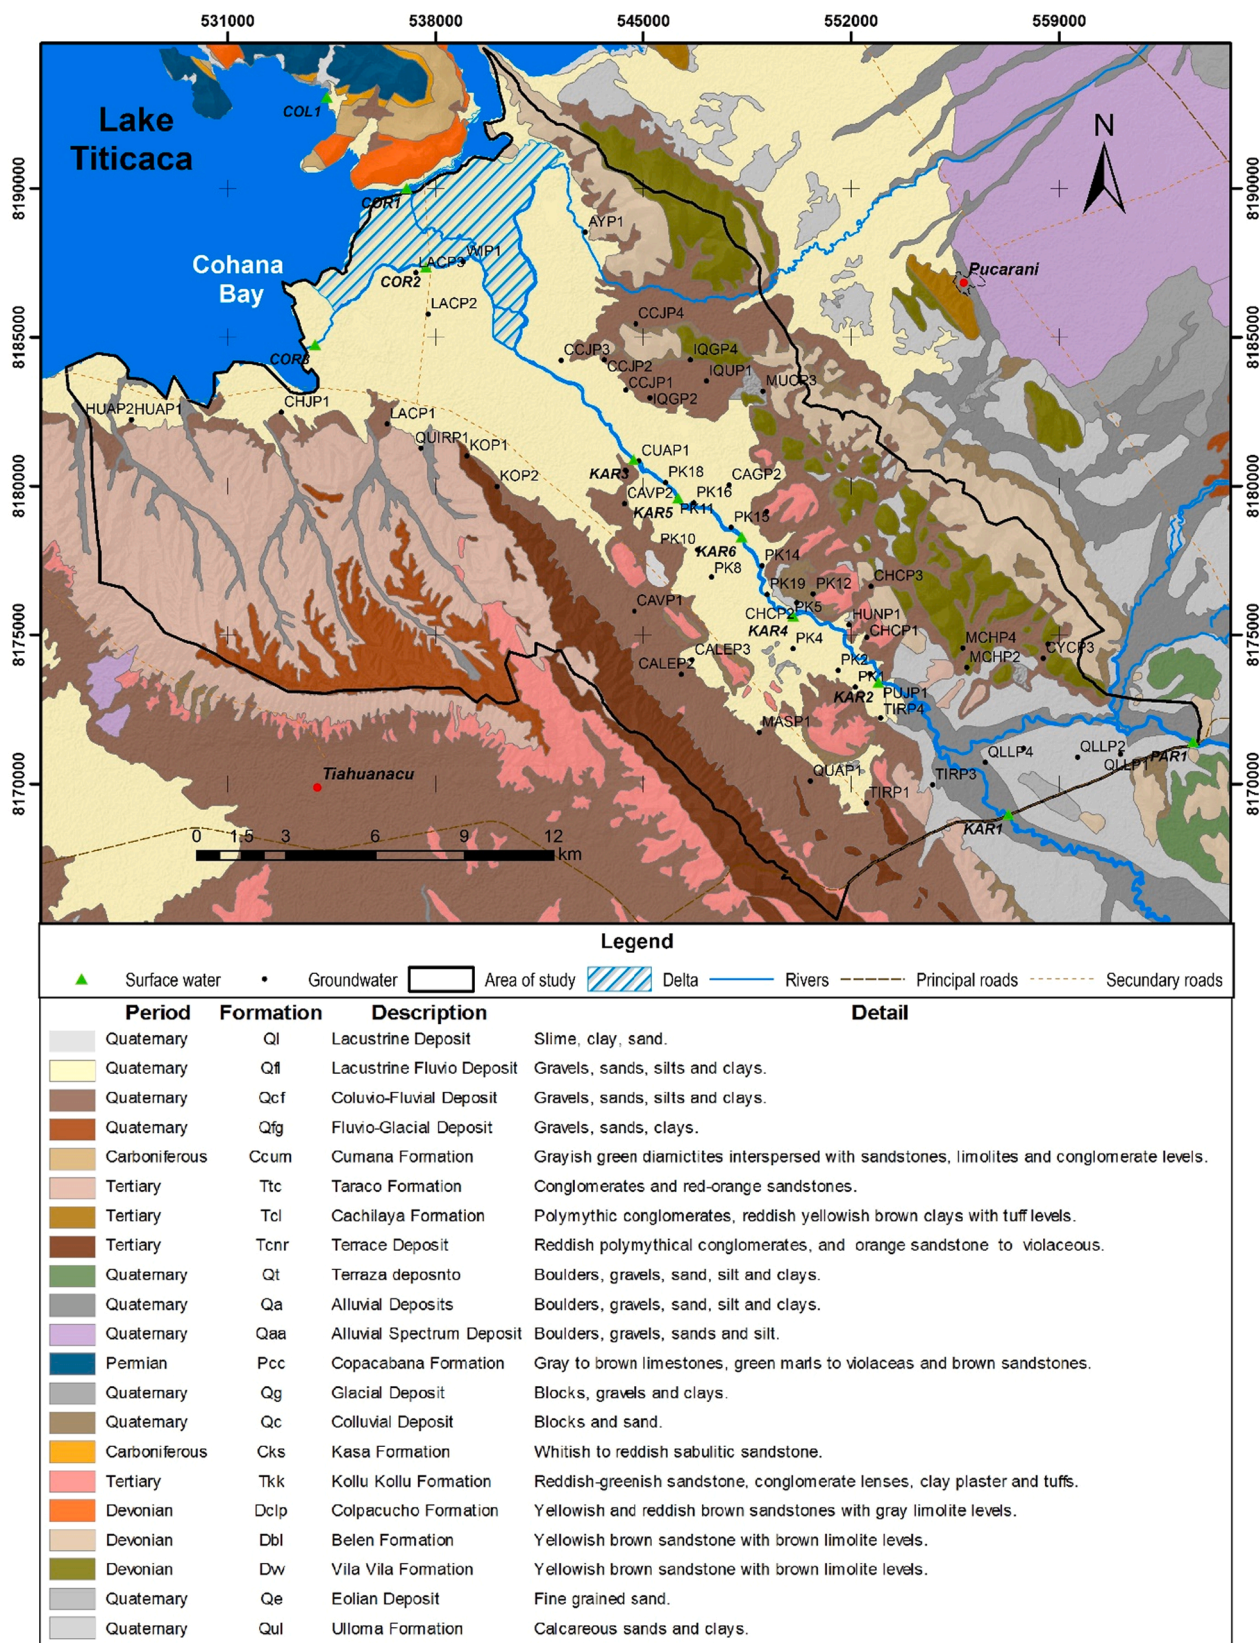 531000 538000 545000 552000 559000
Lake
Titicaca
COL1
N
8190000 8190000
COR1
AYP1
WIP1
LACP3
COR2
Cohana
Bay
Pucarani
LACP2
CCJP4
8185000 8185000
COR3
CCJP3
CCJP2
IQGP4
IQUP1
CCJP1
IQGP2
MUCP3
HUAP2 HUAP1
CHJP1
LACP1
QUIRP1
KOP1
KOP2
CUAP1
KAR3
PK18
CAGP2
8180000 8180000
CAVP2
KAR5
PK16
PK11
PK15
PK10
KAR6
PK14
PK8
PK19
PK12
CHCP3
CAVP1
CHCP2
PK5
HUNP1
KAR4
CHCP1
PK4
8175000 8175000
MCHP4
CYCP3
CALEP3
CALEP2
PK2
MCHP2
PK1
KAR2
PUJP1
TIRP4
MASP1
QLLP4
QLLP2
QLLP1
PAR1
Tiahuanacu
QUAP1
TIRP3
8170000 8170000
TIRP1
KAR1
0 1.5 3 6 9 12
km
Legend
Surface water Groundwater Area of study Delta Rivers Principal roads Secundary roads
Period Formation Description Detail
Quaternary Ql Lacustrine Deposit Slime, clay, sand.
Quaternary Qfl Lacustrine Fluvio Deposit Gravels, sands, silts and clays.
Quaternary Qcf Coluvio-Fluvial Deposit Gravels, sands, silts and clays.
Quaternary Qfg Fluvio-Glacial Deposit Gravels, sands, clays.
Carboniferous Ccum Cumana Formation Grayish green diamictites interspersed with sandstones, limolites and conglomerate levels.
Tertiary Ttc Taraco Formation Conglomerates and red-orange sandstones.
Tertiary Tcl Cachilaya Formation Polymythic conglomerates, reddish yellowish brown clays with tuff levels.
Tertiary Tcnr Terrace Deposit Reddish polymythical conglomerates, and orange sandstone to violaceous.
Quaternary Qt Terraza deposnto Boulders, gravels, sand, silt and clays.
Quaternary Qa Alluvial Deposits Boulders, gravels, sand, silt and clays.
Quaternary Qaa Alluvial Spectrum Deposit Boulders, gravels, sands and silt.
Permian Pcc Copacabana Formation Gray to brown limestones, green marls to violaceas and brown sandstones.
Quaternary Qg Glacial Deposit Blocks, gravels and clays.
Quaternary Qc Colluvial Deposit Blocks and sand.
Carboniferous Cks Kasa Formation Whitish to reddish sabulitic sandstone.
Tertiary Tkk Kollu Kollu Formation Reddish-greenish sandstone, conglomerate lenses, clay plaster and tuffs.
Devonian Dclp Colpacucho Formation Yellowish and reddish brown sandstones with gray limolite levels.
Devonian Dbl Belen Formation Yellowish brown sandstone with brown limolite levels.
Devonian Dvv Vila Vila Formation Yellowish brown sandstone with brown limolite levels.
Quaternary Qe Eolian Deposit Fine grained sand.
Quaternary Qul Ulloma Formation Calcareous sands and clays.